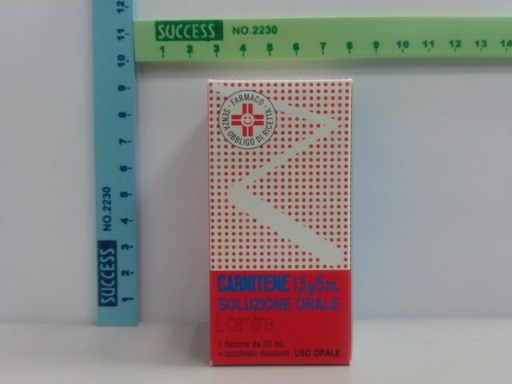 SUCCESS NO.2230
1 2 3 4 5 6 7 8 9 10 11 12 13 14
12
11
10
9
8
7
6
5
4
3
2
1
SUCCESS NO.2230
· FARMACO · SENZA OBBLIGO DI RICETTA
CARNITENE 1,5g/5 mL
SOLUZIONE ORALE
L-carnitina
1 flacone da 20 mL
+ cucchiaio dosatore USO ORALE